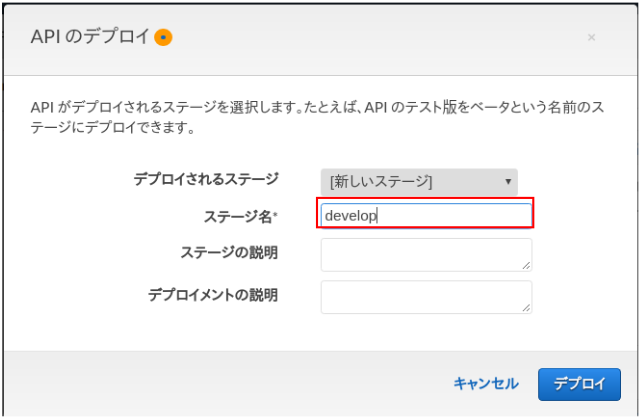 API のデプロイ
×
API がデプロイされるステージを選択します。たとえば、API のテスト版をベータという名前のス
テージにデプロイできます。
デプロイされるステージ [新しいステージ]
ステージ名* develop
ステージの説明
デプロイメントの説明
キャンセル デプロイ